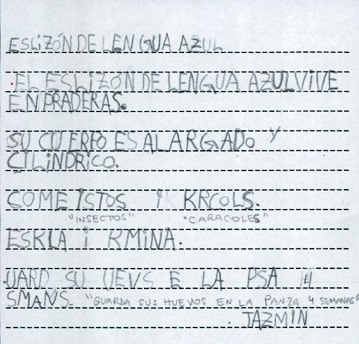 ESLIZÓN DE LENGUA AZUL
.EL ESLIZÓN DE LENGUA AZUL VIVE
EN PRADERAS.
SU CUERPO ES ALARGADO Y
CILINDRICO.
COME ISTOS I KRCOLS.
"INSECTOS" "CARACOLES"
ESKLA I KMINA.
UARD SU UEVS E LA PSA 4
SMANS. "GUARDA SUS HUEVOS EN LA PANZA 4 SEMANAS"
. JAZMIN